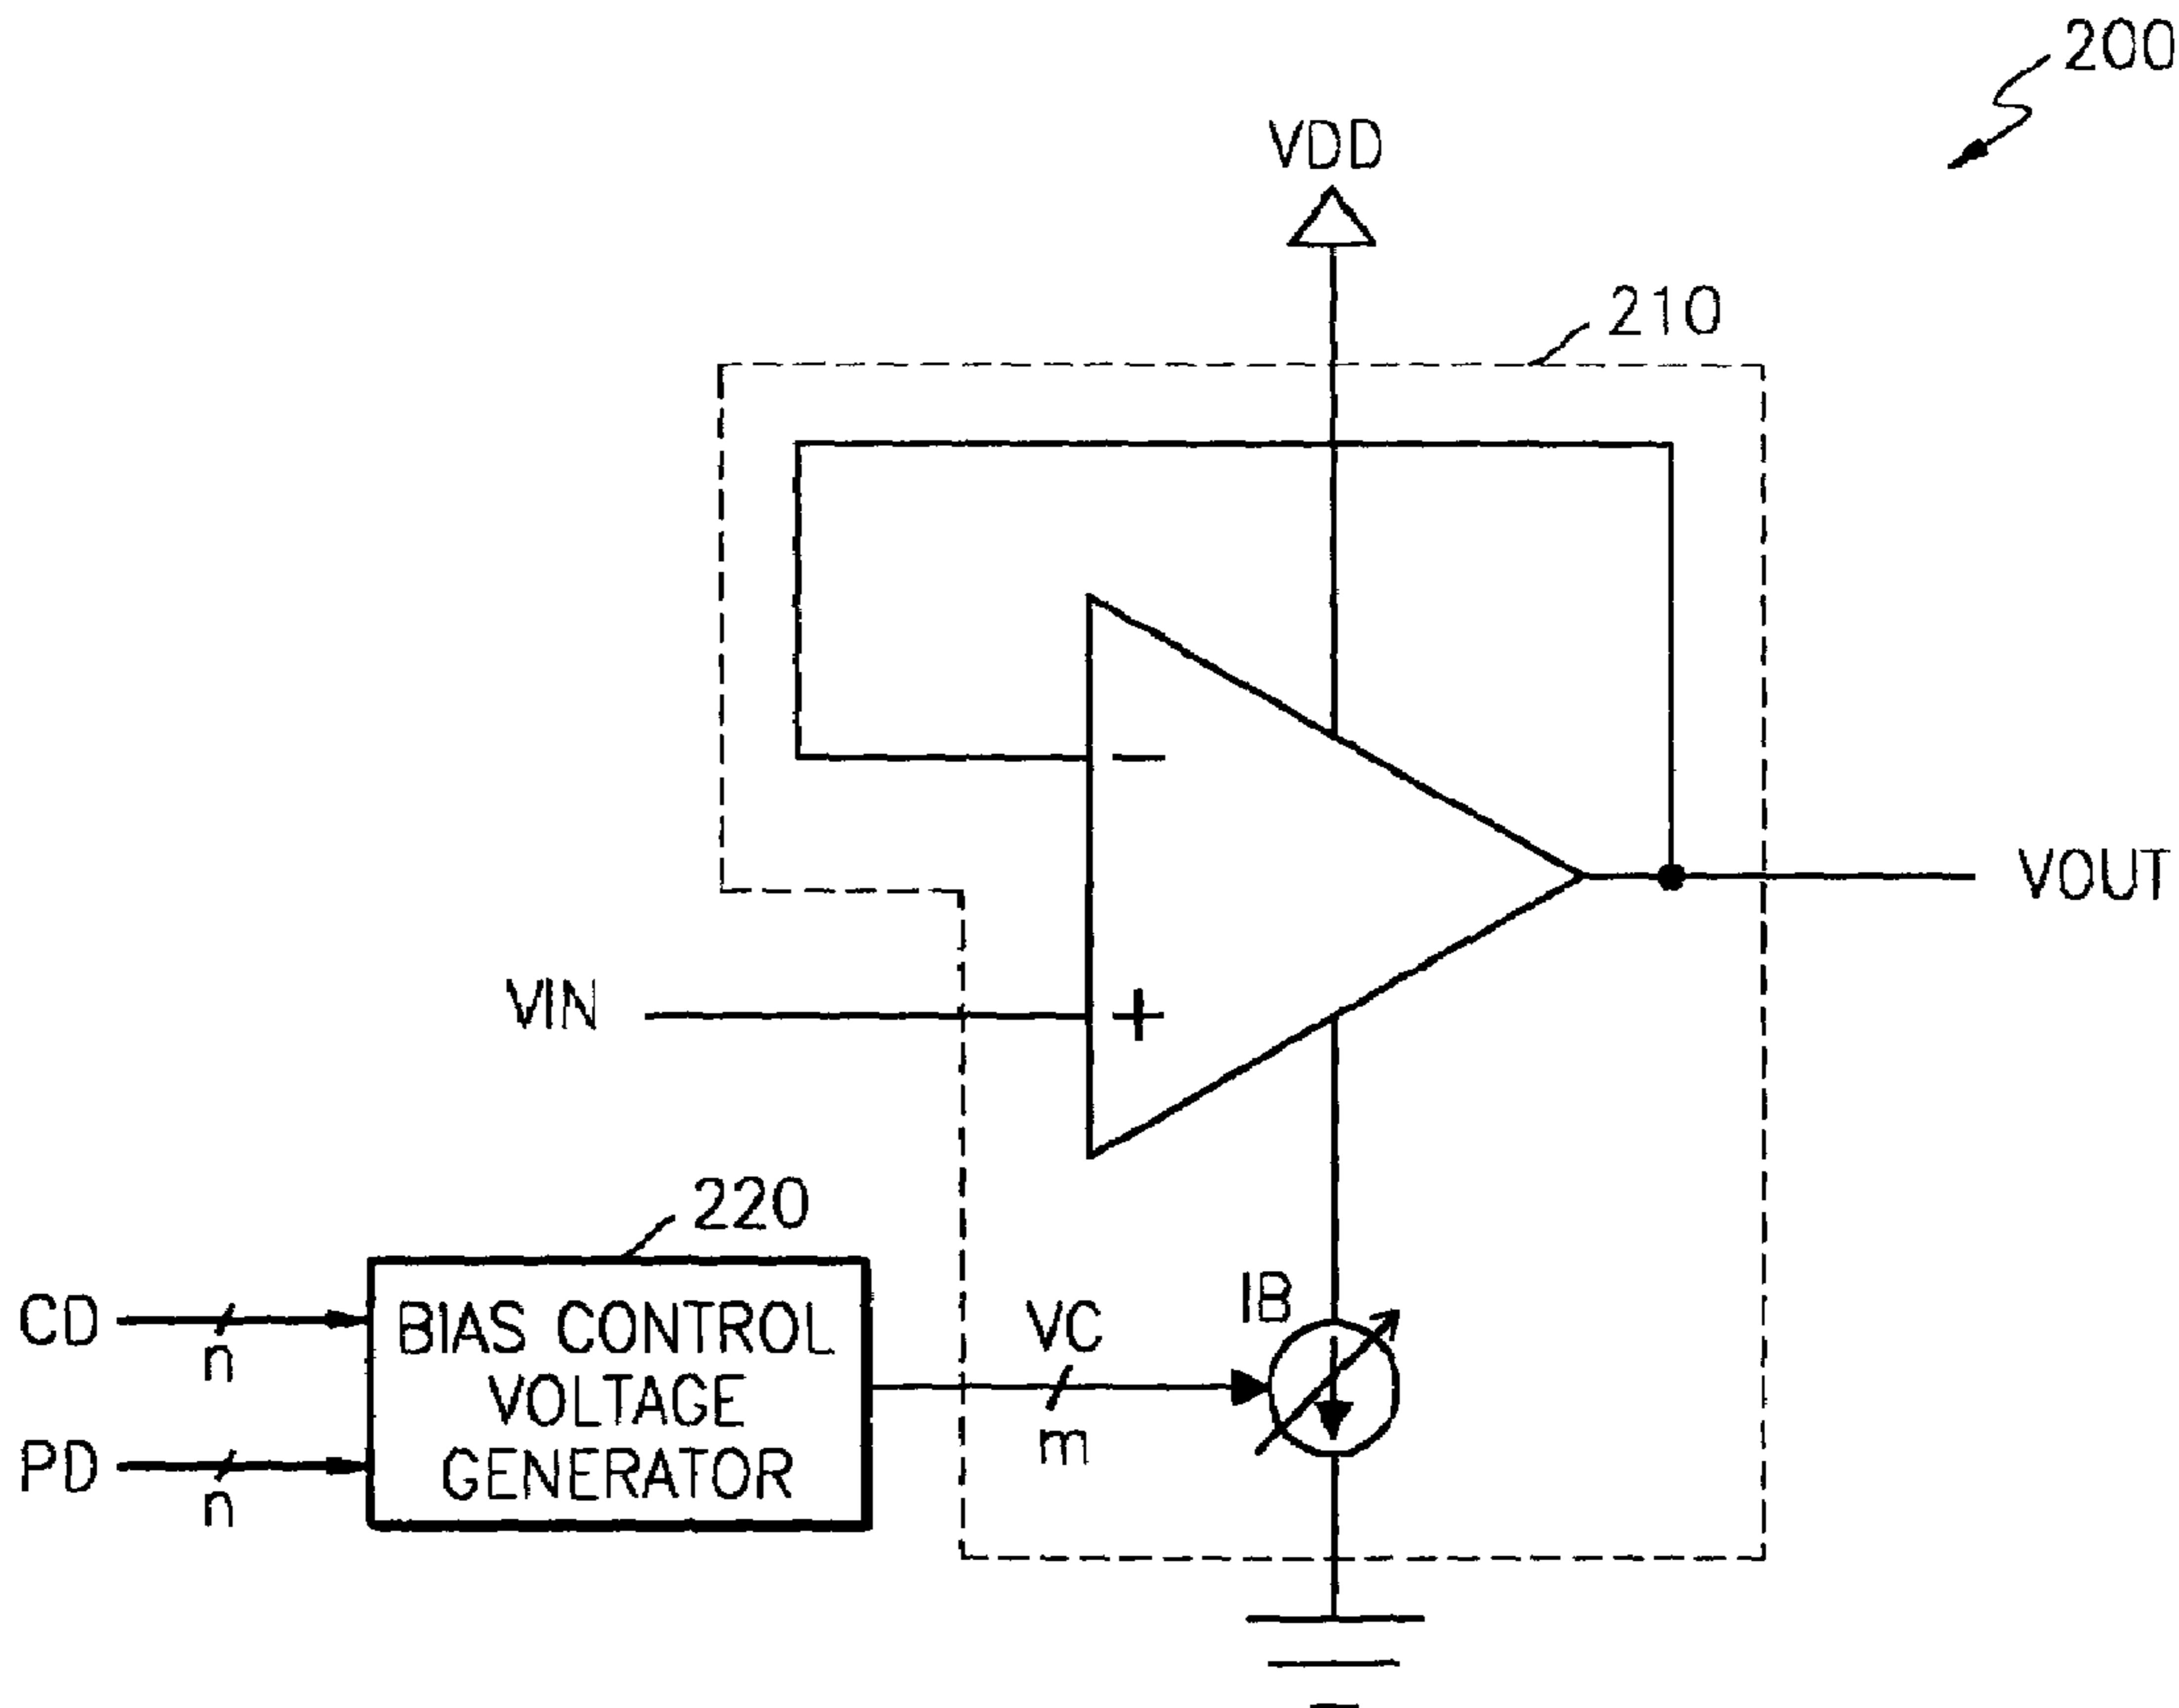 200
VDD
210
−
VOUT
VIN
+
220
CD
n
BIAS CONTROL
VOLTAGE
GENERATOR
VC
m
IB
PD
n